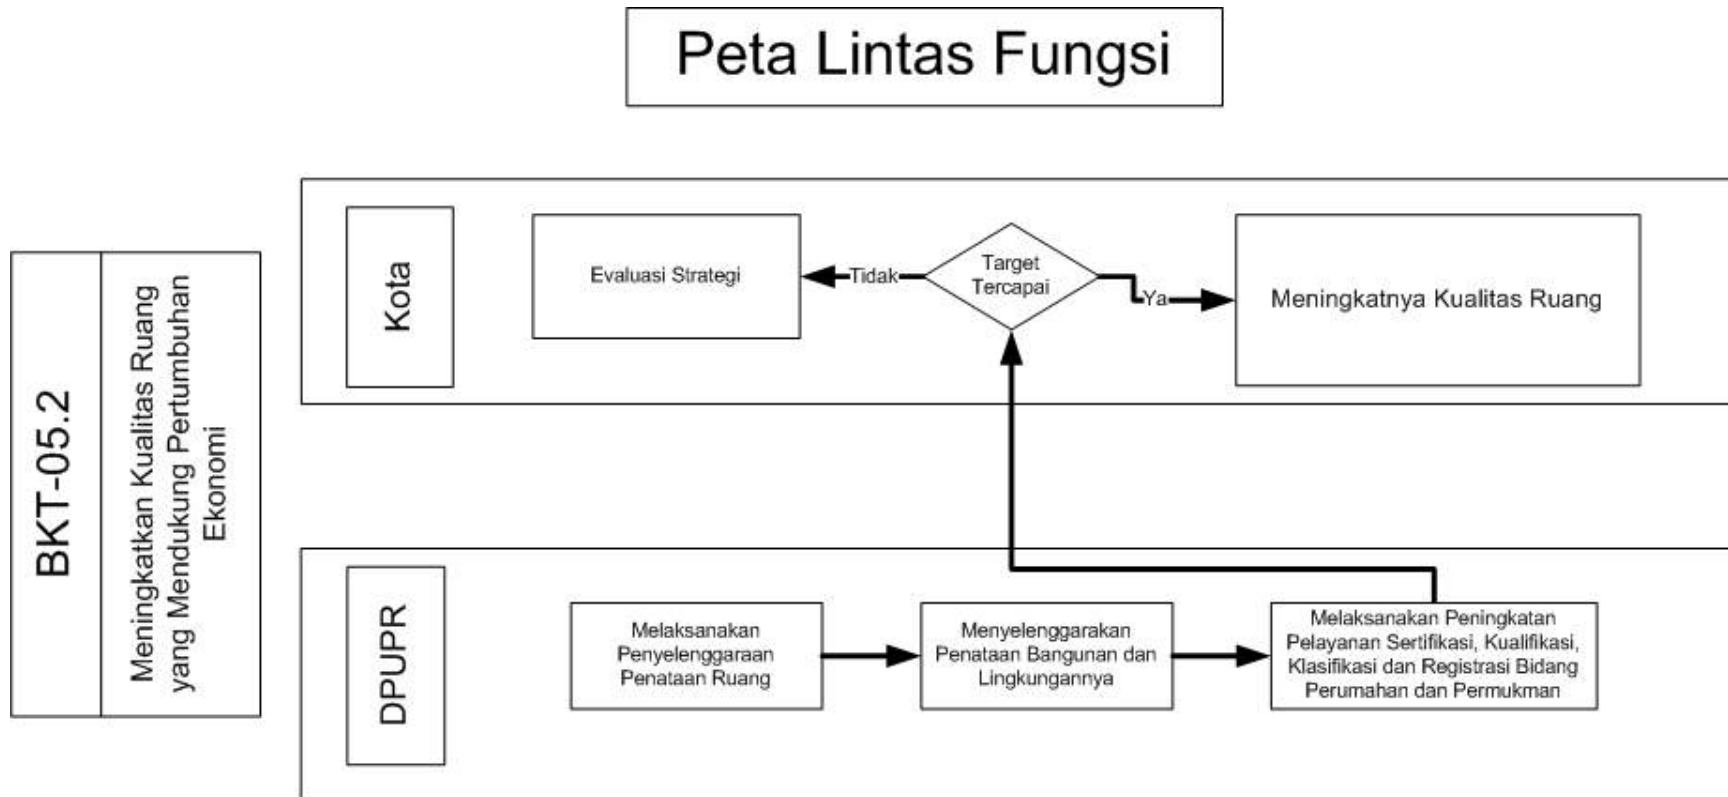 Peta Lintas Fungsi
BKT-05.2
Meningkatkan Kualitas Ruang
yang Mendukung Pertumbuhan
Ekonomi
Kota
Evaluasi Strategi
Tidak
Target
Tercapai
Ya
Meningkatnya Kualitas Ruang
DPUPR
Melaksanakan
Penyelenggaraan
Penataan Ruang
Menyelenggarakan
Penataan Bangunan dan
Lingkungannya
Melaksanakan Peningkatan
Pelayanan Sertifikasi, Kualifikasi,
Klasifikasi dan Registrasi Bidang
Perumahan dan Permukman